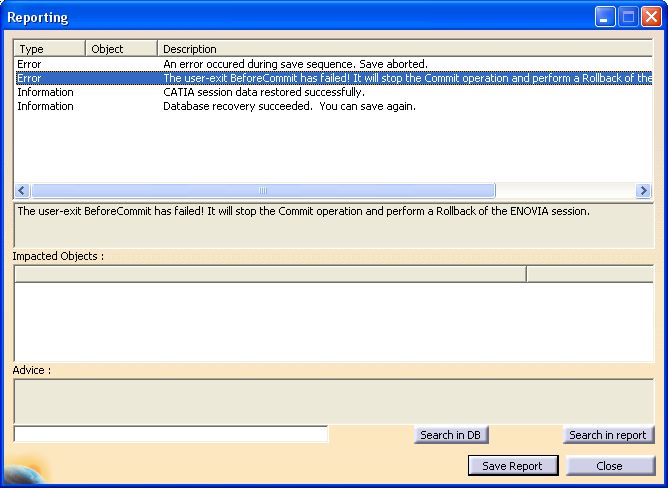 Reporting
Type Object Description
Error An error occured during save sequence. Save aborted.
Error The user-exit BeforeCommit has failed! It will stop the Commit operation and perform a Rollback of the
Information CATIA session data restored successfully.
Information Database recovery succeeded. You can save again.
The user-exit BeforeCommit has failed! It will stop the Commit operation and perform a Rollback of the ENOVIA session.
Impacted Objects :
Advice :
Search in DB Search in report
Save Report Close